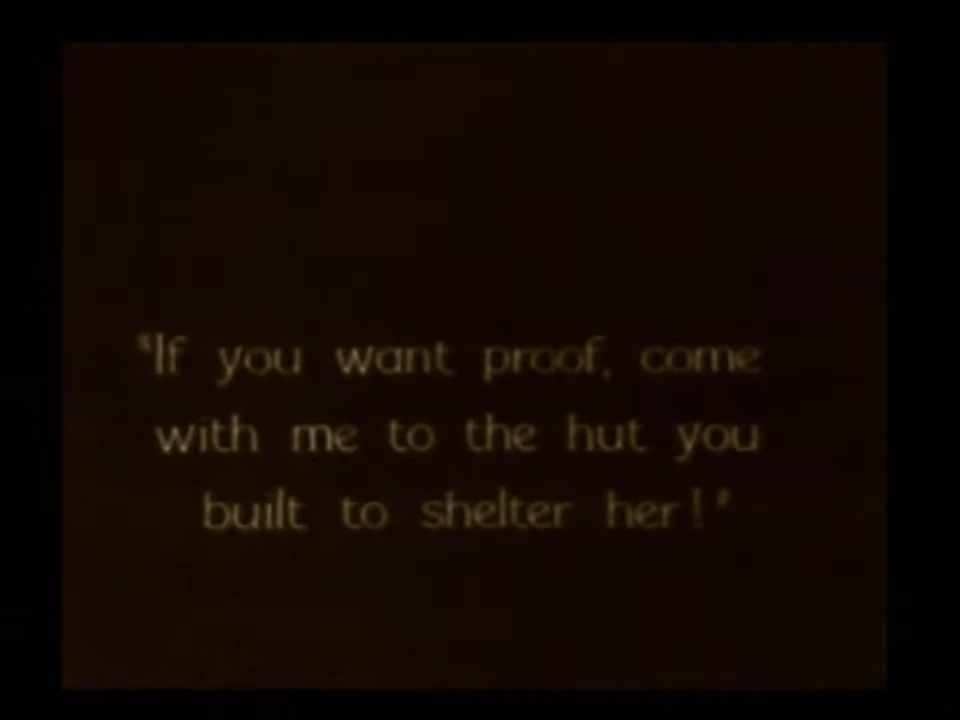 "If you want proof, come
with me to the hut you
built to shelter her!"